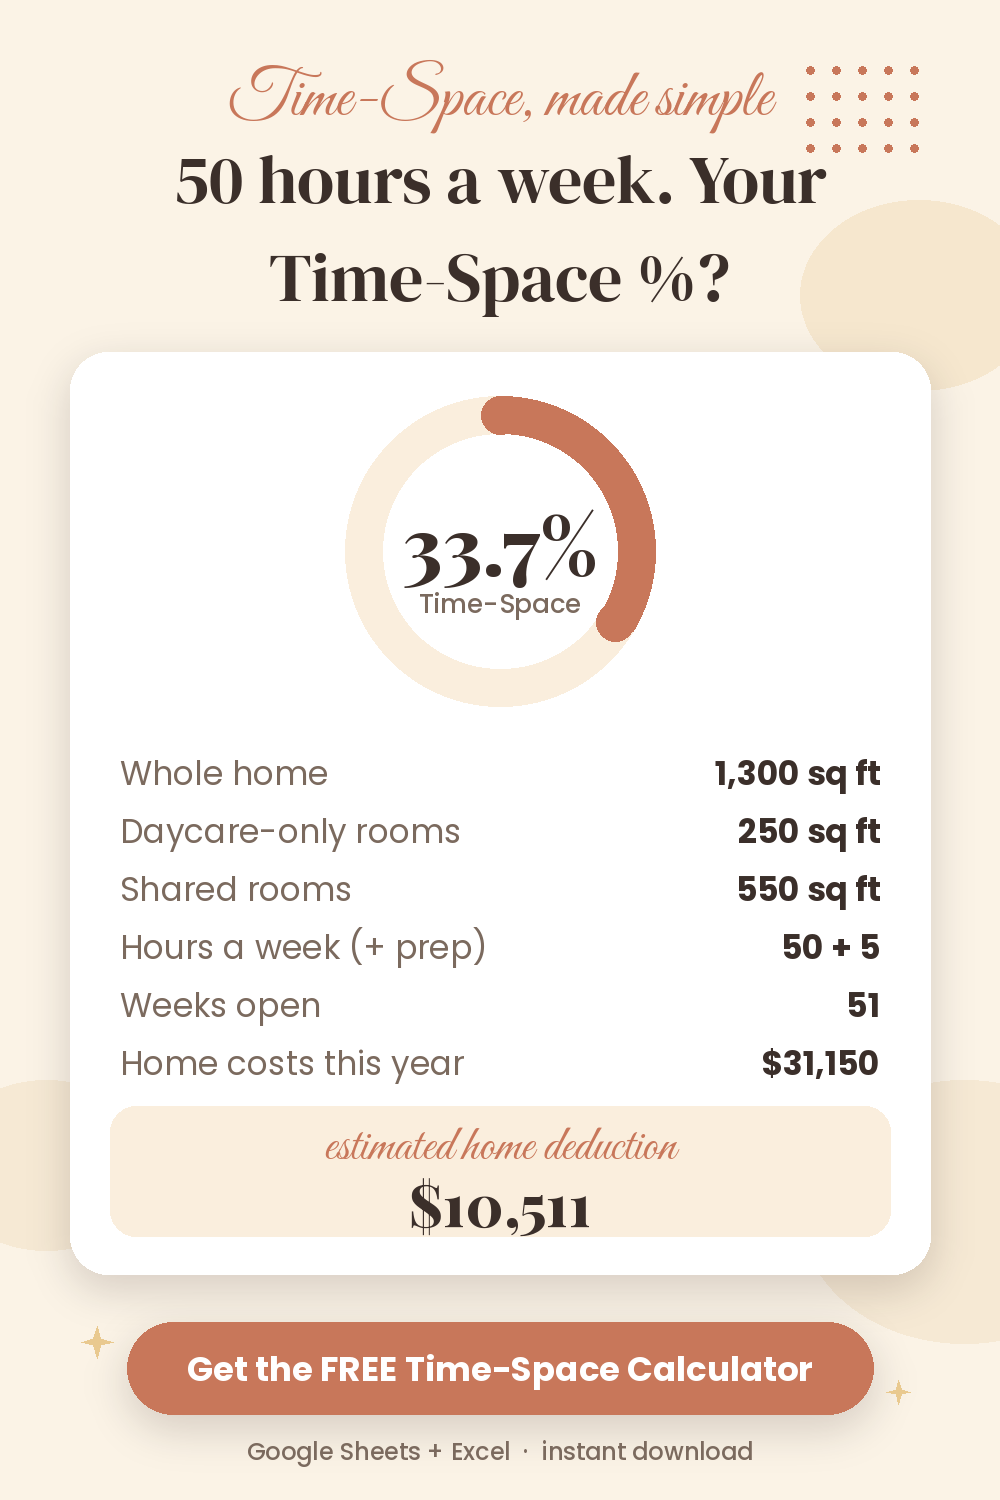 Time-Space, made simple
50 hours a week. Your
Time-Space %?
33.7%
Time-Space
Whole home 1,300 sq ft
Daycare-only rooms 250 sq ft
Shared rooms 550 sq ft
Hours a week (+ prep) 50 + 5
Weeks open 51
Home costs this year $31,150
estimated home deduction
$10,511
Get the FREE Time-Space Calculator
Google Sheets + Excel · instant download